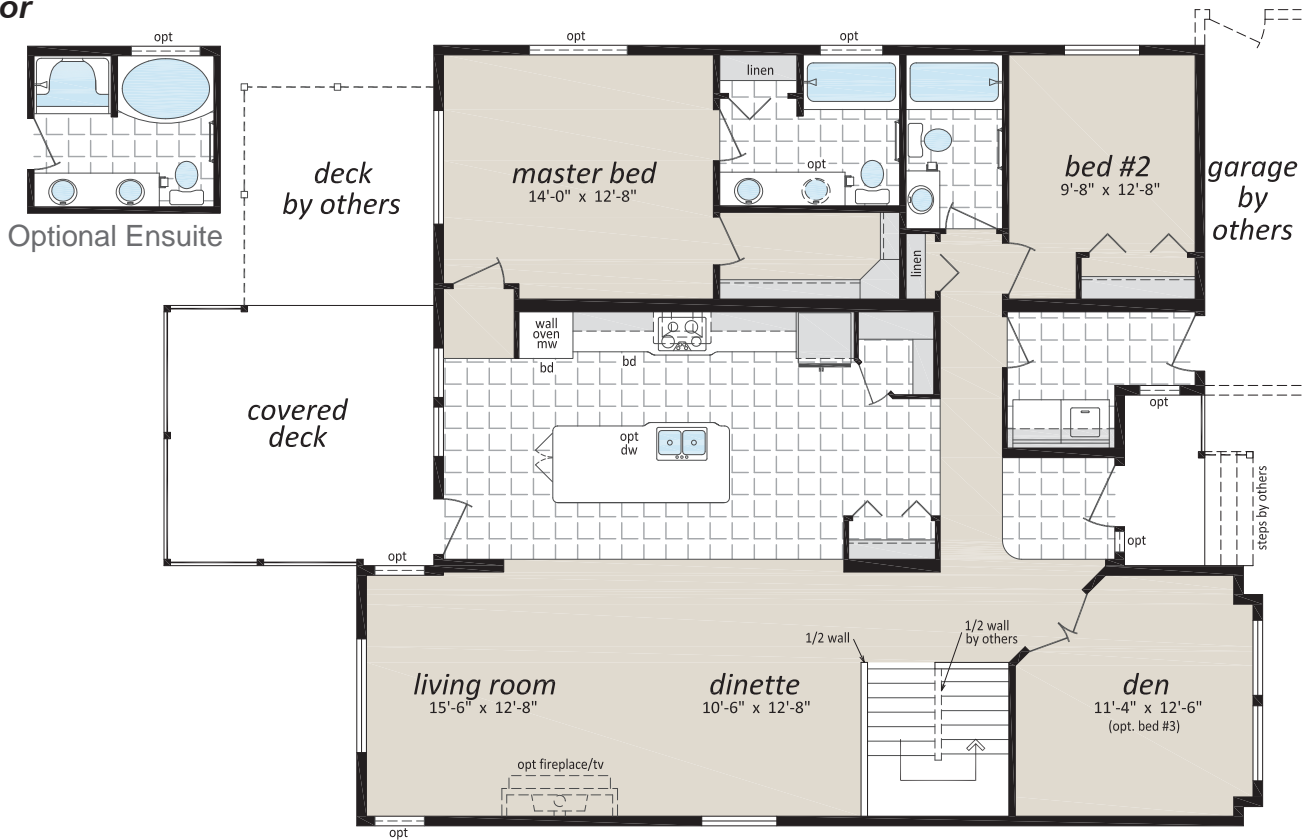 or
opt
Optional Ensuite
deck
by others
opt
opt
linen
master bed
14'-0" x 12'-8"
opt
linen
bed #2
9'-8" x 12'-8"
garage
by
others
wall
oven
mw
bd
bd
covered
deck
opt
dw
opt
steps by others
opt
opt
1/2 wall
1/2 wall
by others
living room
15'-6" x 12'-8"
dinette
10'-6" x 12'-8"
den
11'-4" x 12'-6"
(opt. bed #3)
opt fireplace/tv
opt